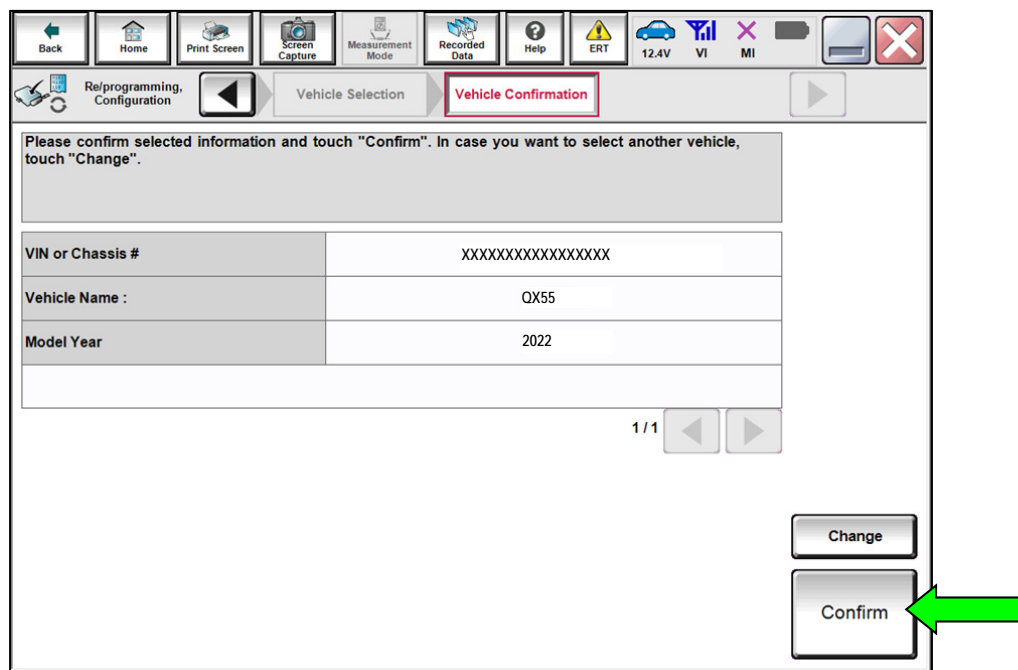 Back
Home
Print Screen
Screen
Capture
Measurement
Mode
Recorded
Data
Help
ERT
12.4V
VI
MI
Re/programming,
Configuration
Vehicle Selection
Vehicle Confirmation
Please confirm selected information and touch "Confirm". In case you want to select another vehicle,
touch "Change".
VIN or Chassis #
XXXXXXXXXXXXXXXXX
Vehicle Name :
QX55
Model Year
2022
1 / 1
Change
Confirm